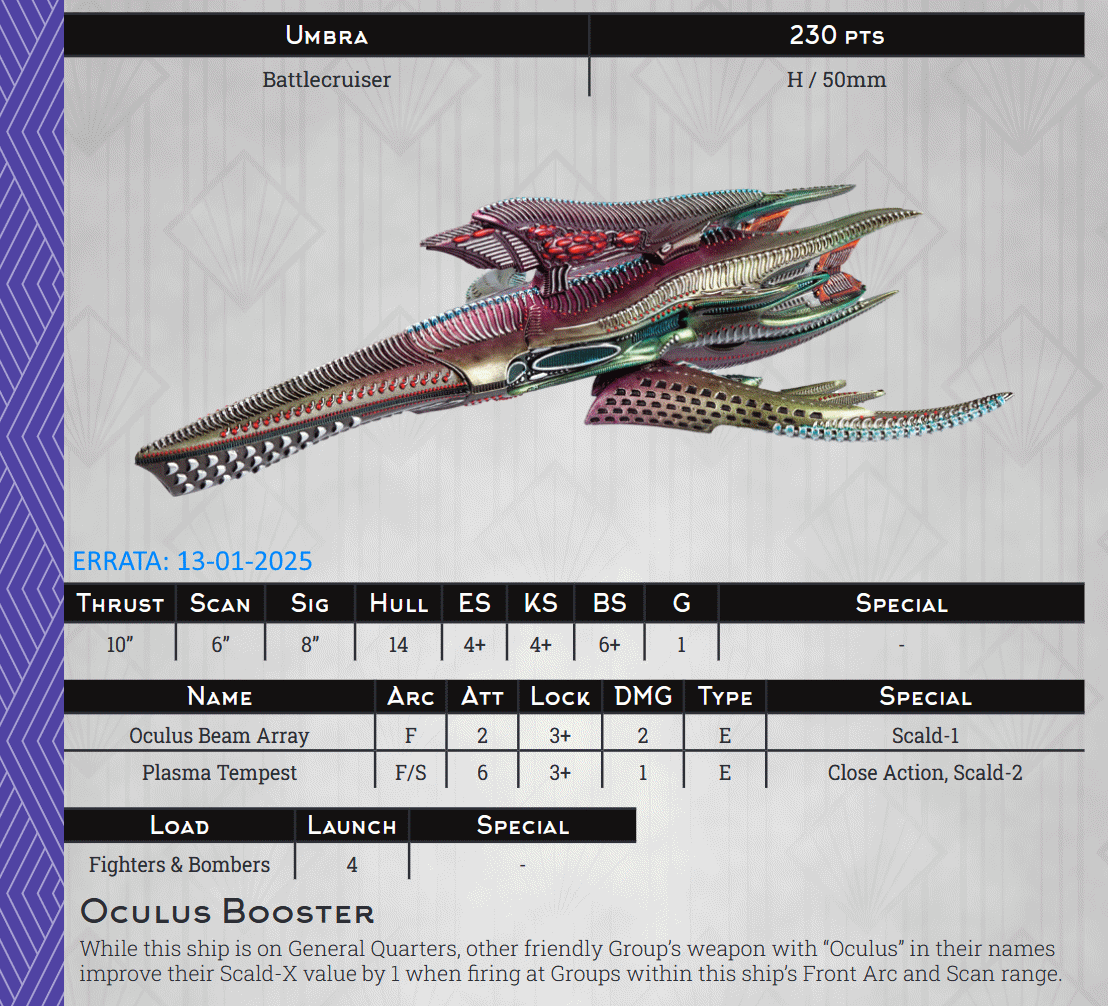 Umbra 230 pts
Battlecruiser H / 50mm
ERRATA: 13-01-2025
Thrust Scan Sig Hull ES KS BS G Special
10” 6” 8” 14 4+ 4+ 6+ 1 -
Name Arc Att Lock DMG Type Special
Oculus Beam Array F 2 3+ 2 E Scald-1
Plasma Tempest F/S 6 3+ 1 E Close Action, Scald-2
Load Launch Special
Fighters & Bombers 4 -
Oculus Booster
While this ship is on General Quarters, other friendly Group’s weapon with “Oculus” in their names
improve their Scald-X value by 1 when firing at Groups within this ship’s Front Arc and Scan range.